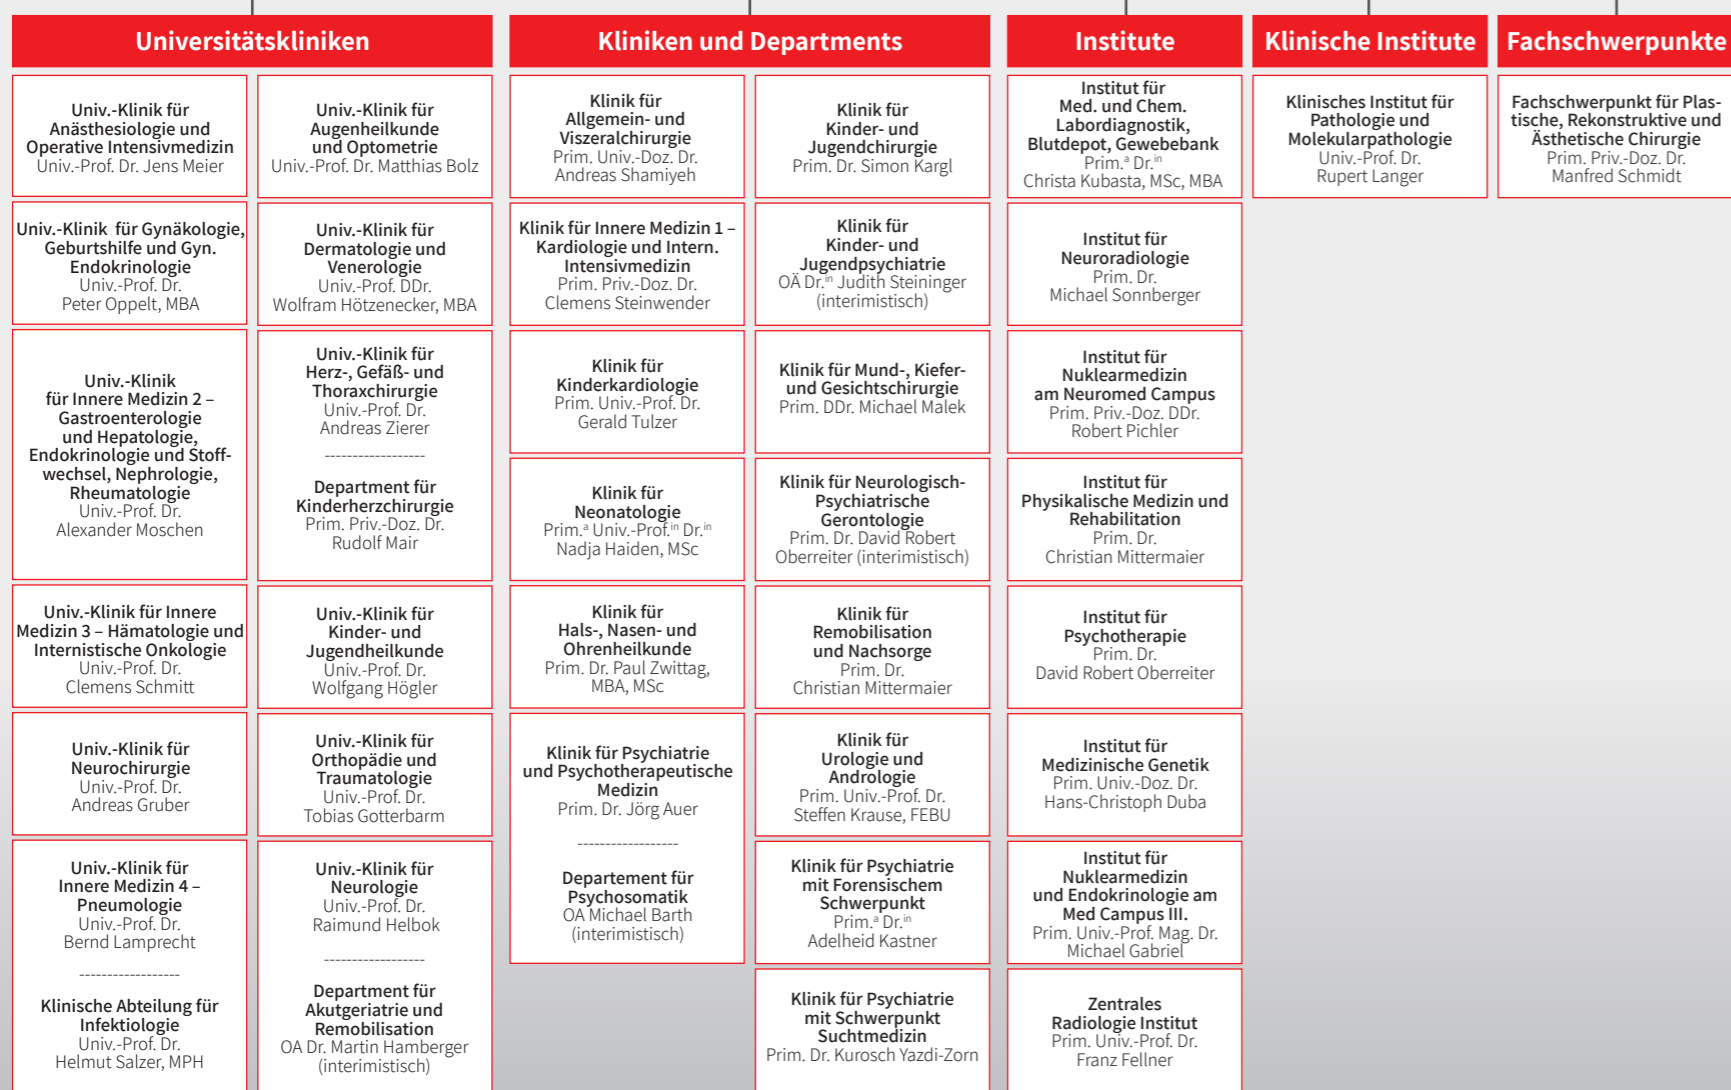 Universitätskliniken
Univ.-Klinik für
Anästhesiologie und
Operative Intensivmedizin
Univ.-Prof. Dr. Jens Meier
Univ.-Klinik für Gynäkologie,
Geburtshilfe und Gyn.
Endokrinologie
Univ.-Prof. Dr.
Peter Oppelt, MBA
Univ.-Klinik
für Innere Medizin 2 –
Gastroenterologie
und Hepatologie,
Endokrinologie und Stoff-
wechsel, Nephrologie,
Rheumatologie
Univ.-Prof. Dr.
Alexander Moschen
Univ.-Klinik für Innere
Medizin 3 – Hämatologie und
Internistische Onkologie
Univ.-Prof. Dr.
Clemens Schmitt
Univ.-Klinik für
Neurochirurgie
Univ.-Prof. Dr.
Andreas Gruber
Univ.-Klinik für
Innere Medizin 4 –
Pneumologie
Univ.-Prof. Dr.
Bernd Lamprecht
------------------
Klinische Abteilung für
Infektiologie
Univ.-Prof. Dr.
Helmut Salzer, MPH
Univ.-Klinik für
Augenheilkunde
und Optometrie
Univ.-Prof. Dr. Matthias Bolz
Univ.-Klinik für
Dermatologie und
Venerologie
Univ.-Prof. DDr.
Wolfram Hötzenecker, MBA
Univ.-Klinik für
Herz-, Gefäß- und
Thoraxchirurgie
Univ.-Prof. Dr.
Andreas Zierer
------------------
Department für
Kinderherzchirurgie
Prim. Priv.-Doz. Dr.
Rudolf Mair
Univ.-Klinik für
Kinder- und
Jugendheilkunde
Univ.-Prof. Dr.
Wolfgang Högler
Univ.-Klinik für
Orthopädie und
Traumatologie
Univ.-Prof. Dr.
Tobias Gotterbarm
Univ.-Klinik für
Neurologie
Univ.-Prof. Dr.
Raimund Helbok
------------------
Department für
Akutgeriatrie und
Remobilisation
OA Dr. Martin Hamberger
(interimistisch)
Kliniken und Departments
Klinik für
Allgemein- und
Viszeralchirurgie
Prim. Univ.-Doz. Dr.
Andreas Shamiyeh
Klinik für Innere Medizin 1 –
Kardiologie und Intern.
Intensivmedizin
Prim. Priv.-Doz. Dr.
Clemens Steinwender
Klinik für
Kinderkardiologie
Prim. Univ.-Prof. Dr.
Gerald Tulzer
Klinik für
Neonatologie
Prim.ª Univ.-Prof.ⁱⁿ Dr.ⁱⁿ
Nadja Haiden, MSc
Klinik für
Hals-, Nasen- und
Ohrenheilkunde
Prim. Dr. Paul Zwittag,
MBA, MSc
Klinik für Psychiatrie
und Psychotherapeutische
Medizin
Prim. Dr. Jörg Auer
------------------
Departement für
Psychosomatik
OA Michael Barth
(interimistisch)
Klinik für
Kinder- und
Jugendchirurgie
Prim. Dr. Simon Kargl
Klinik für
Kinder- und
Jugendpsychiatrie
OÄ Dr.ⁱⁿ Judith Steininger
(interimistisch)
Klinik für Mund-, Kiefer-
und Gesichtschirurgie
Prim. DDr. Michael Malek
Klinik für Neurologisch-
Psychiatrische
Gerontologie
Prim. Dr. David Robert
Oberreiter (interimistisch)
Klinik für
Remobilisation
und Nachsorge
Prim. Dr.
Christian Mittermaier
Klinik für
Urologie und
Andrologie
Prim. Univ.-Prof. Dr.
Steffen Krause, FEBU
Klinik für Psychiatrie
mit Forensischem
Schwerpunkt
Prim.ª Dr.ⁱⁿ
Adelheid Kastner
Klinik für Psychiatrie
mit Schwerpunkt
Suchtmedizin
Prim. Dr. Kurosch Yazdi-Zorn
Institute
Institut für
Med. und Chem.
Labordiagnostik,
Blutdepot, Gewebebank
Prim.ª Dr.ⁱⁿ
Christa Kubasta, MSc, MBA
Institut für
Neuroradiologie
Prim. Dr.
Michael Sonnberger
Institut für
Nuklearmedizin
am Neuromed Campus
Prim. Priv.-Doz. DDr.
Robert Pichler
Institut für
Physikalische Medizin und
Rehabilitation
Prim. Dr.
Christian Mittermaier
Institut für
Psychotherapie
Prim. Dr.
David Robert Oberreiter
Institut für
Medizinische Genetik
Prim. Univ.-Doz. Dr.
Hans-Christoph Duba
Institut für
Nuklearmedizin
und Endokrinologie am
Med Campus III.
Prim. Univ.-Prof. Mag. Dr.
Michael Gabriel
Zentrales
Radiologie Institut
Prim. Univ.-Prof. Dr.
Franz Fellner
Klinische Institute
Klinisches Institut für
Pathologie und
Molekularpathologie
Univ.-Prof. Dr.
Rupert Langer
Fachschwerpunkte
Fachschwerpunkt für Plas-
tische, Rekonstruktive und
Ästhetische Chirurgie
Prim. Priv.-Doz. Dr.
Manfred Schmidt